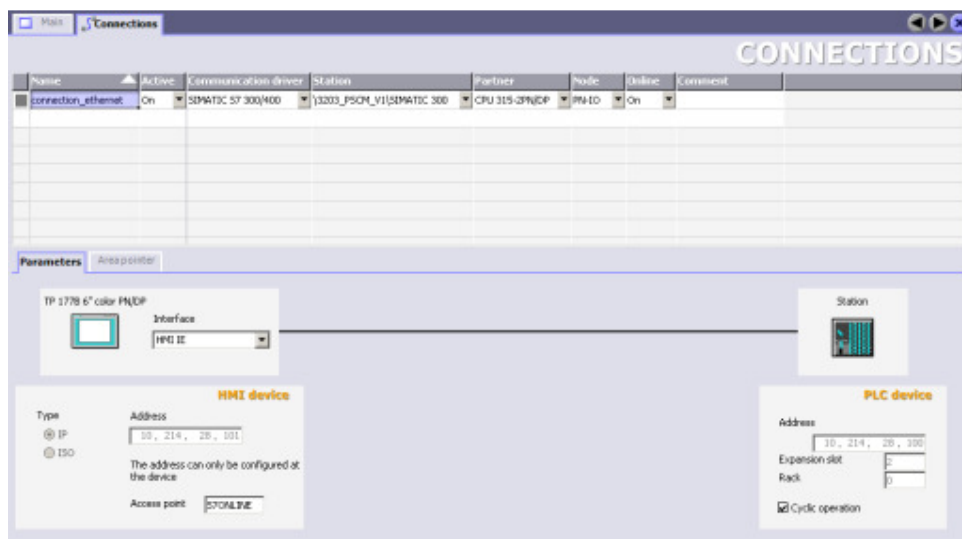 Main Connections
CONNECTIONS
Name Active Communication driver Station Partner Node Online Comment
connection_ethernet On SIMATIC S7 300/400 \3203_PSCM_V1\SIMATIC 300 CPU 315-2PN/DP PN-IO On
Parameters Area pointer
TP 177B 6" color PN/DP
Station
Interface
HMI IE
HMI device
PLC device
Type
Address
IP
10, 214, 28, 101
ISO
The address can only be configured at
the device
Access point S7ONLINE
Address
10, 214, 28, 100
Expansion slot 2
Rack 0
Cyclic operation